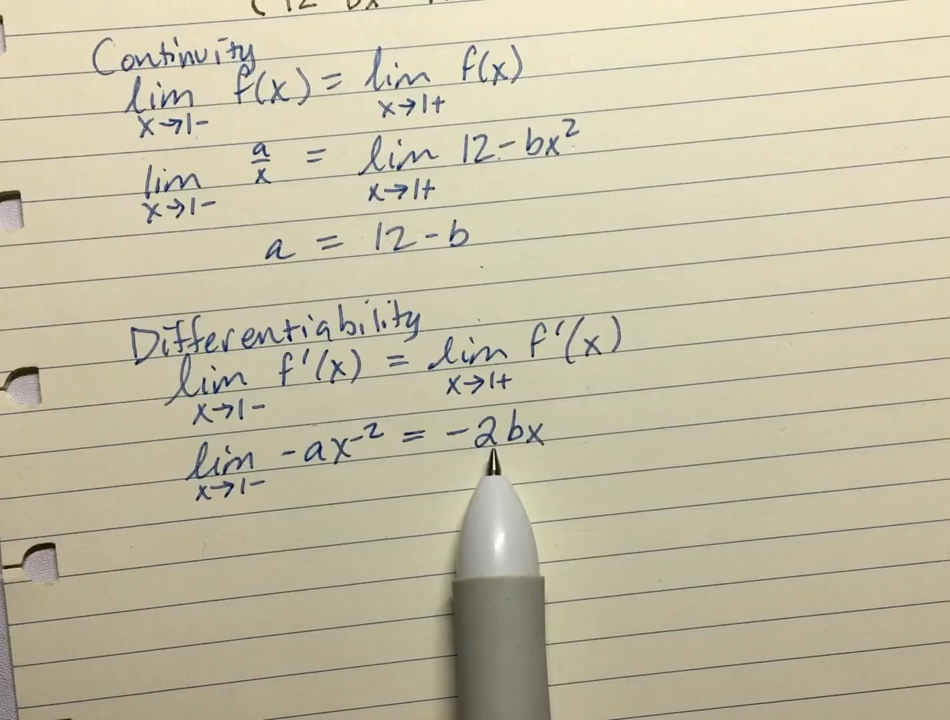 Continuity
lim f(x) = lim f(x)
x→1- x→1+
lim a/x = lim 12-bx²
x→1- x→1+
a = 12-b
Differentiability
lim f'(x) = lim f'(x)
x→1- x→1+
lim -ax⁻² = -2bx
x→1-